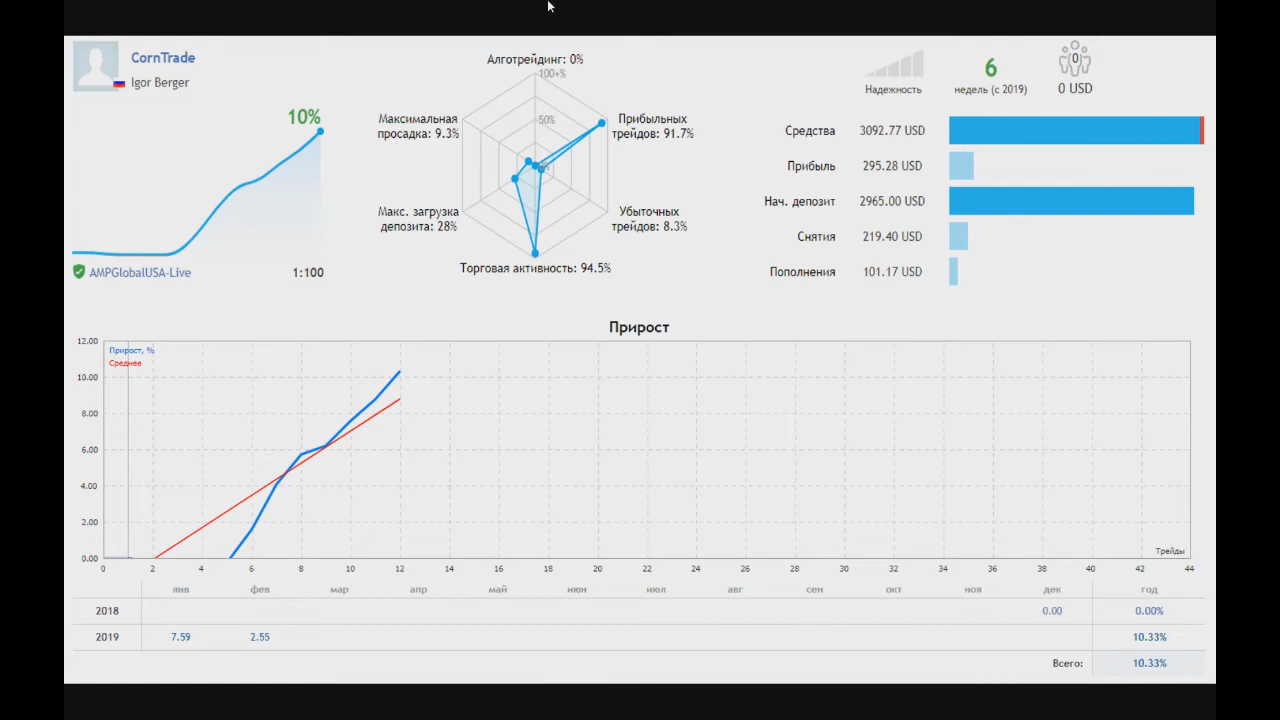 CornTrade
Igor Berger
10%
AMPGlobalUSA-Live
1:100
Алготрейдинг: 0%
100+%
50%
Максимальная
просадка: 9.3%
Прибыльных
трейдов: 91.7%
Макс. загрузка
депозита: 28%
Убыточных
трейдов: 8.3%
Торговая активность: 94.5%
Надежность
6
недель (с 2019)
0
0 USD
Средства 3092.77 USD
Прибыль 295.28 USD
Нач. депозит 2965.00 USD
Снятия 219.40 USD
Пополнения 101.17 USD
Прирост
Прирост, %
Среднее
12.00
10.00
8.00
6.00
4.00
2.00
0.00
Трейды
0 2 4 6 8 10 12 14 16 18 20 22 24 26 28 30 32 34 36 38 40 42 44
янв фев мар апр май июн июл авг сен окт ноя дек год
2018 0.00 0.00%
2019 7.59 2.55 10.33%
Всего: 10.33%